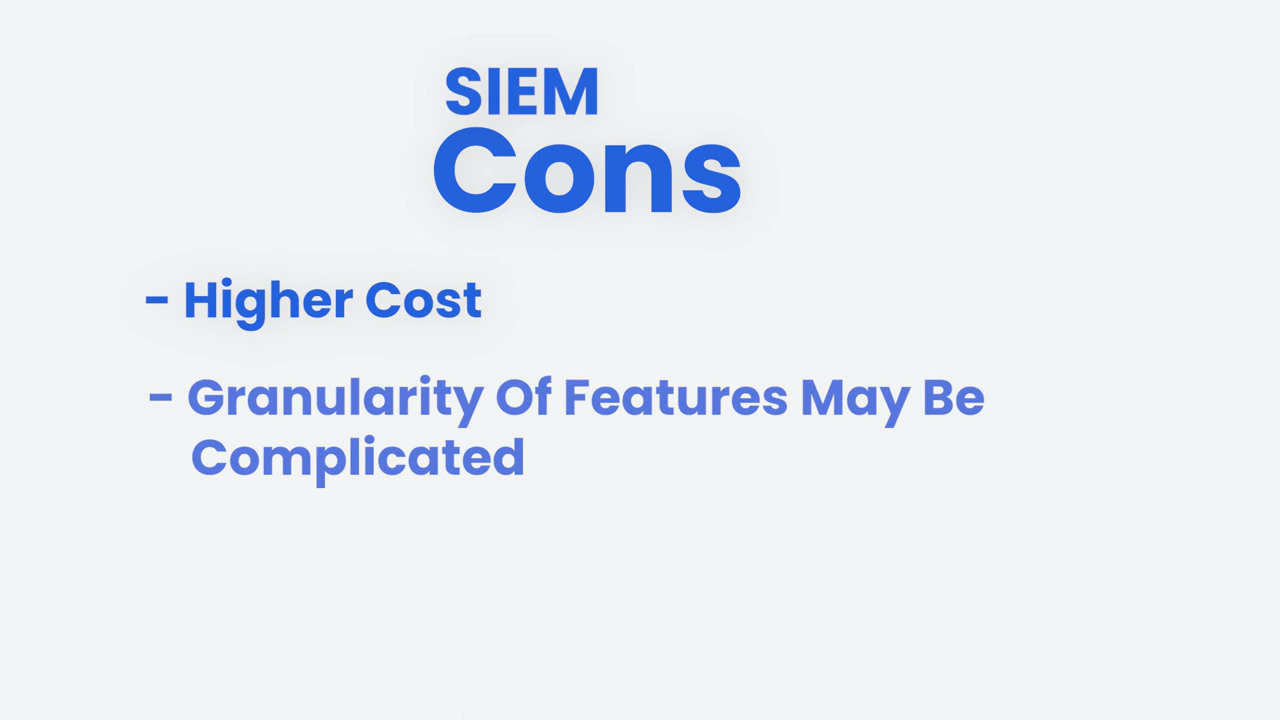 SIEM
Cons
- Higher Cost
- Granularity Of Features May Be
Complicated